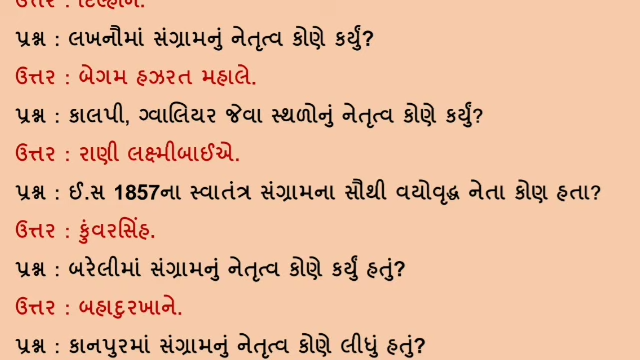 ઉત્તર : દિલ્હીને.
પ્રશ્ન : લખનૌમાં સંગ્રામનું નેતૃત્વ કોણે કર્યું?
ઉત્તર : બેગમ હઝરત મહાલે.
પ્રશ્ન : કાલપી, ગ્વાલિયર જેવા સ્થળોનું નેતૃત્વ કોણે કર્યું?
ઉત્તર : રાણી લક્ષ્મીબાઈએ.
પ્રશ્ન : ઈ.સ 1857ના સ્વાતંત્ર સંગ્રામના સૌથી વયોવૃદ્ધ નેતા કોણ હતા?
ઉત્તર : કુંવરસિંહ.
પ્રશ્ન : બરેલીમાં સંગ્રામનું નેતૃત્વ કોણે કર્યું હતું?
ઉત્તર : બહાદુરખાને.
પ્રશ્ન : કાનપુરમાં સંગ્રામનું નેતૃત્વ કોણે લીધું હતું?